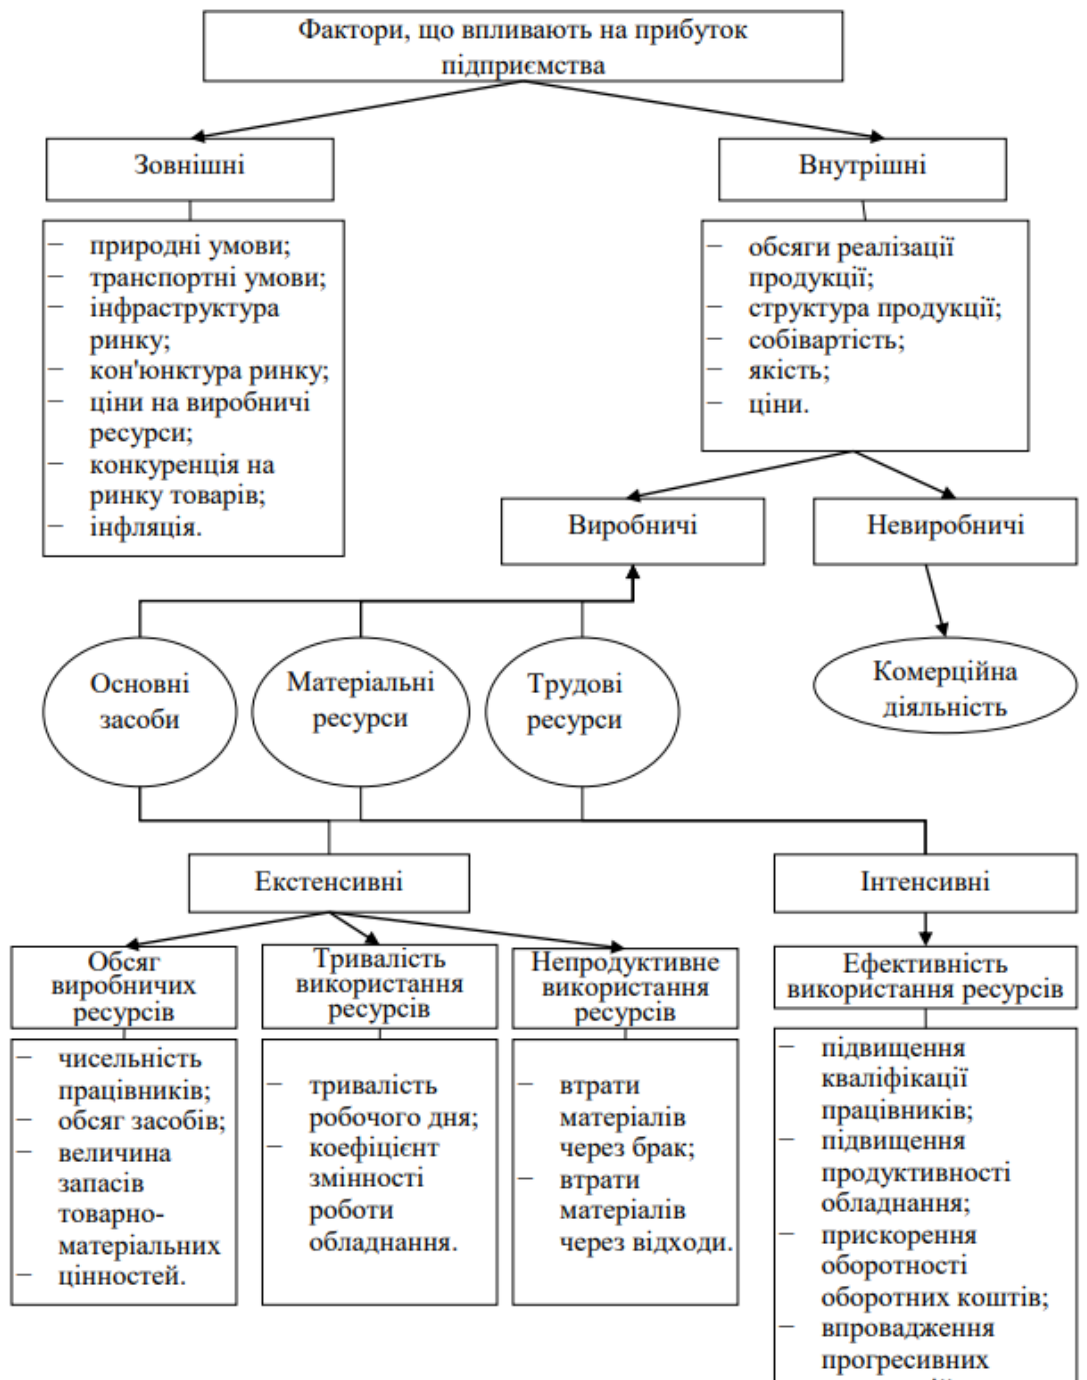 Фактори, що впливають на прибуток
підприємства
Зовнішні
Внутрішні
– природні умови;
– транспортні умови;
– інфраструктура
ринку;
– кон'юнктура ринку;
– ціни на виробничі
ресурси;
– конкуренція на
ринку товарів;
– інфляція.
– обсяги реалізації
продукції;
– структура продукції;
– собівартість;
– якість;
– ціни.
Виробничі
Невиробничі
Основні
засоби
Матеріальні
ресурси
Трудові
ресурси
Комерційна
діяльність
Екстенсивні
Інтенсивні
Обсяг
виробничих
ресурсів
Тривалість
використання
ресурсів
Непродуктивне
використання
ресурсів
Ефективність
використання ресурсів
– чисельність
працівників;
– обсяг засобів;
– величина
запасів
товарно-
матеріальних
– цінностей.
– тривалість
робочого дня;
– коефіцієнт
змінності
роботи
обладнання.
– втрати
матеріалів
через брак;
– втрати
матеріалів
через відходи.
– підвищення
кваліфікації
працівників;
– підвищення
продуктивності
обладнання;
– прискорення
оборотності
оборотних коштів;
– впровадження
прогресивних